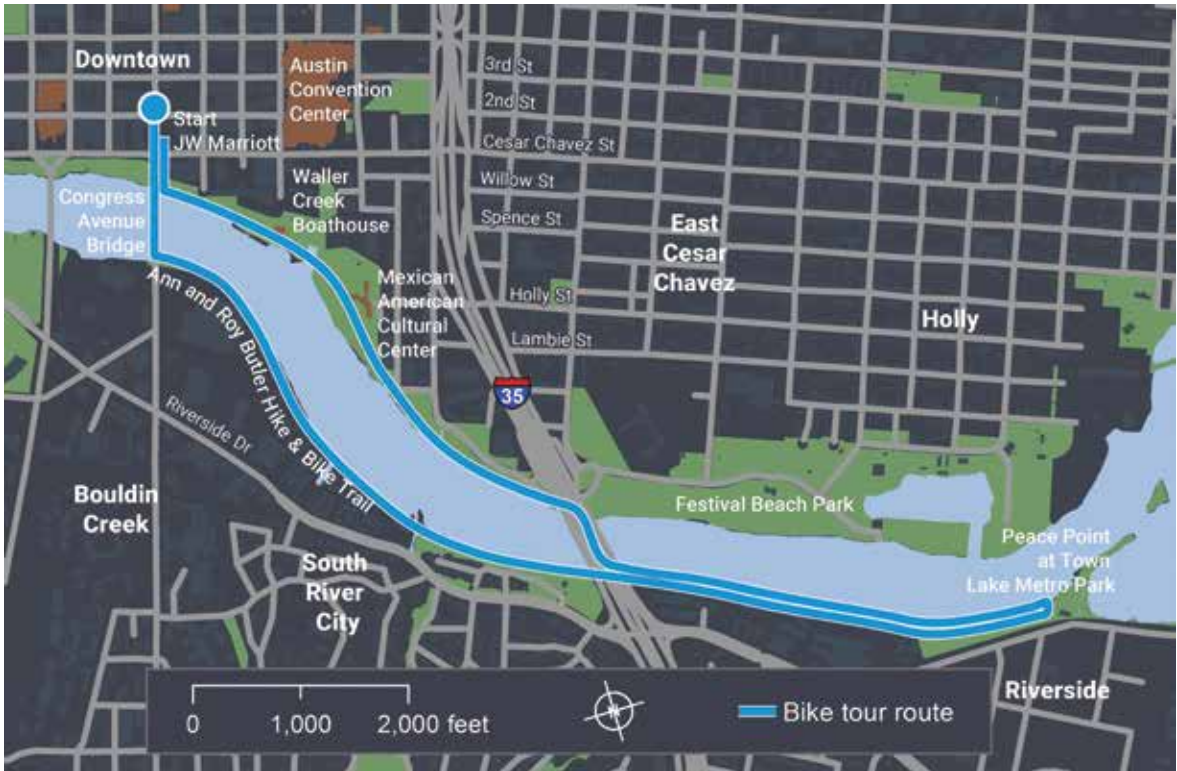 Downtown
Austin
Convention
Center
3rd St
2nd St
Start
JW Marriott
Cesar Chavez St
Willow St
Waller
Creek
Boathouse
Congress
Avenue
Bridge
Spence St
East
Cesar
Chavez
Ann and Roy Butler Hike & Bike Trail
Mexican
American
Cultural
Center
Holly St
Holly
Lambie St
35
Riverside Dr
Bouldin
Creek
Festival Beach Park
Peace Point
at Town
Lake Metro Park
South
River
City
Riverside
0 1,000 2,000 feet
N
Bike tour route